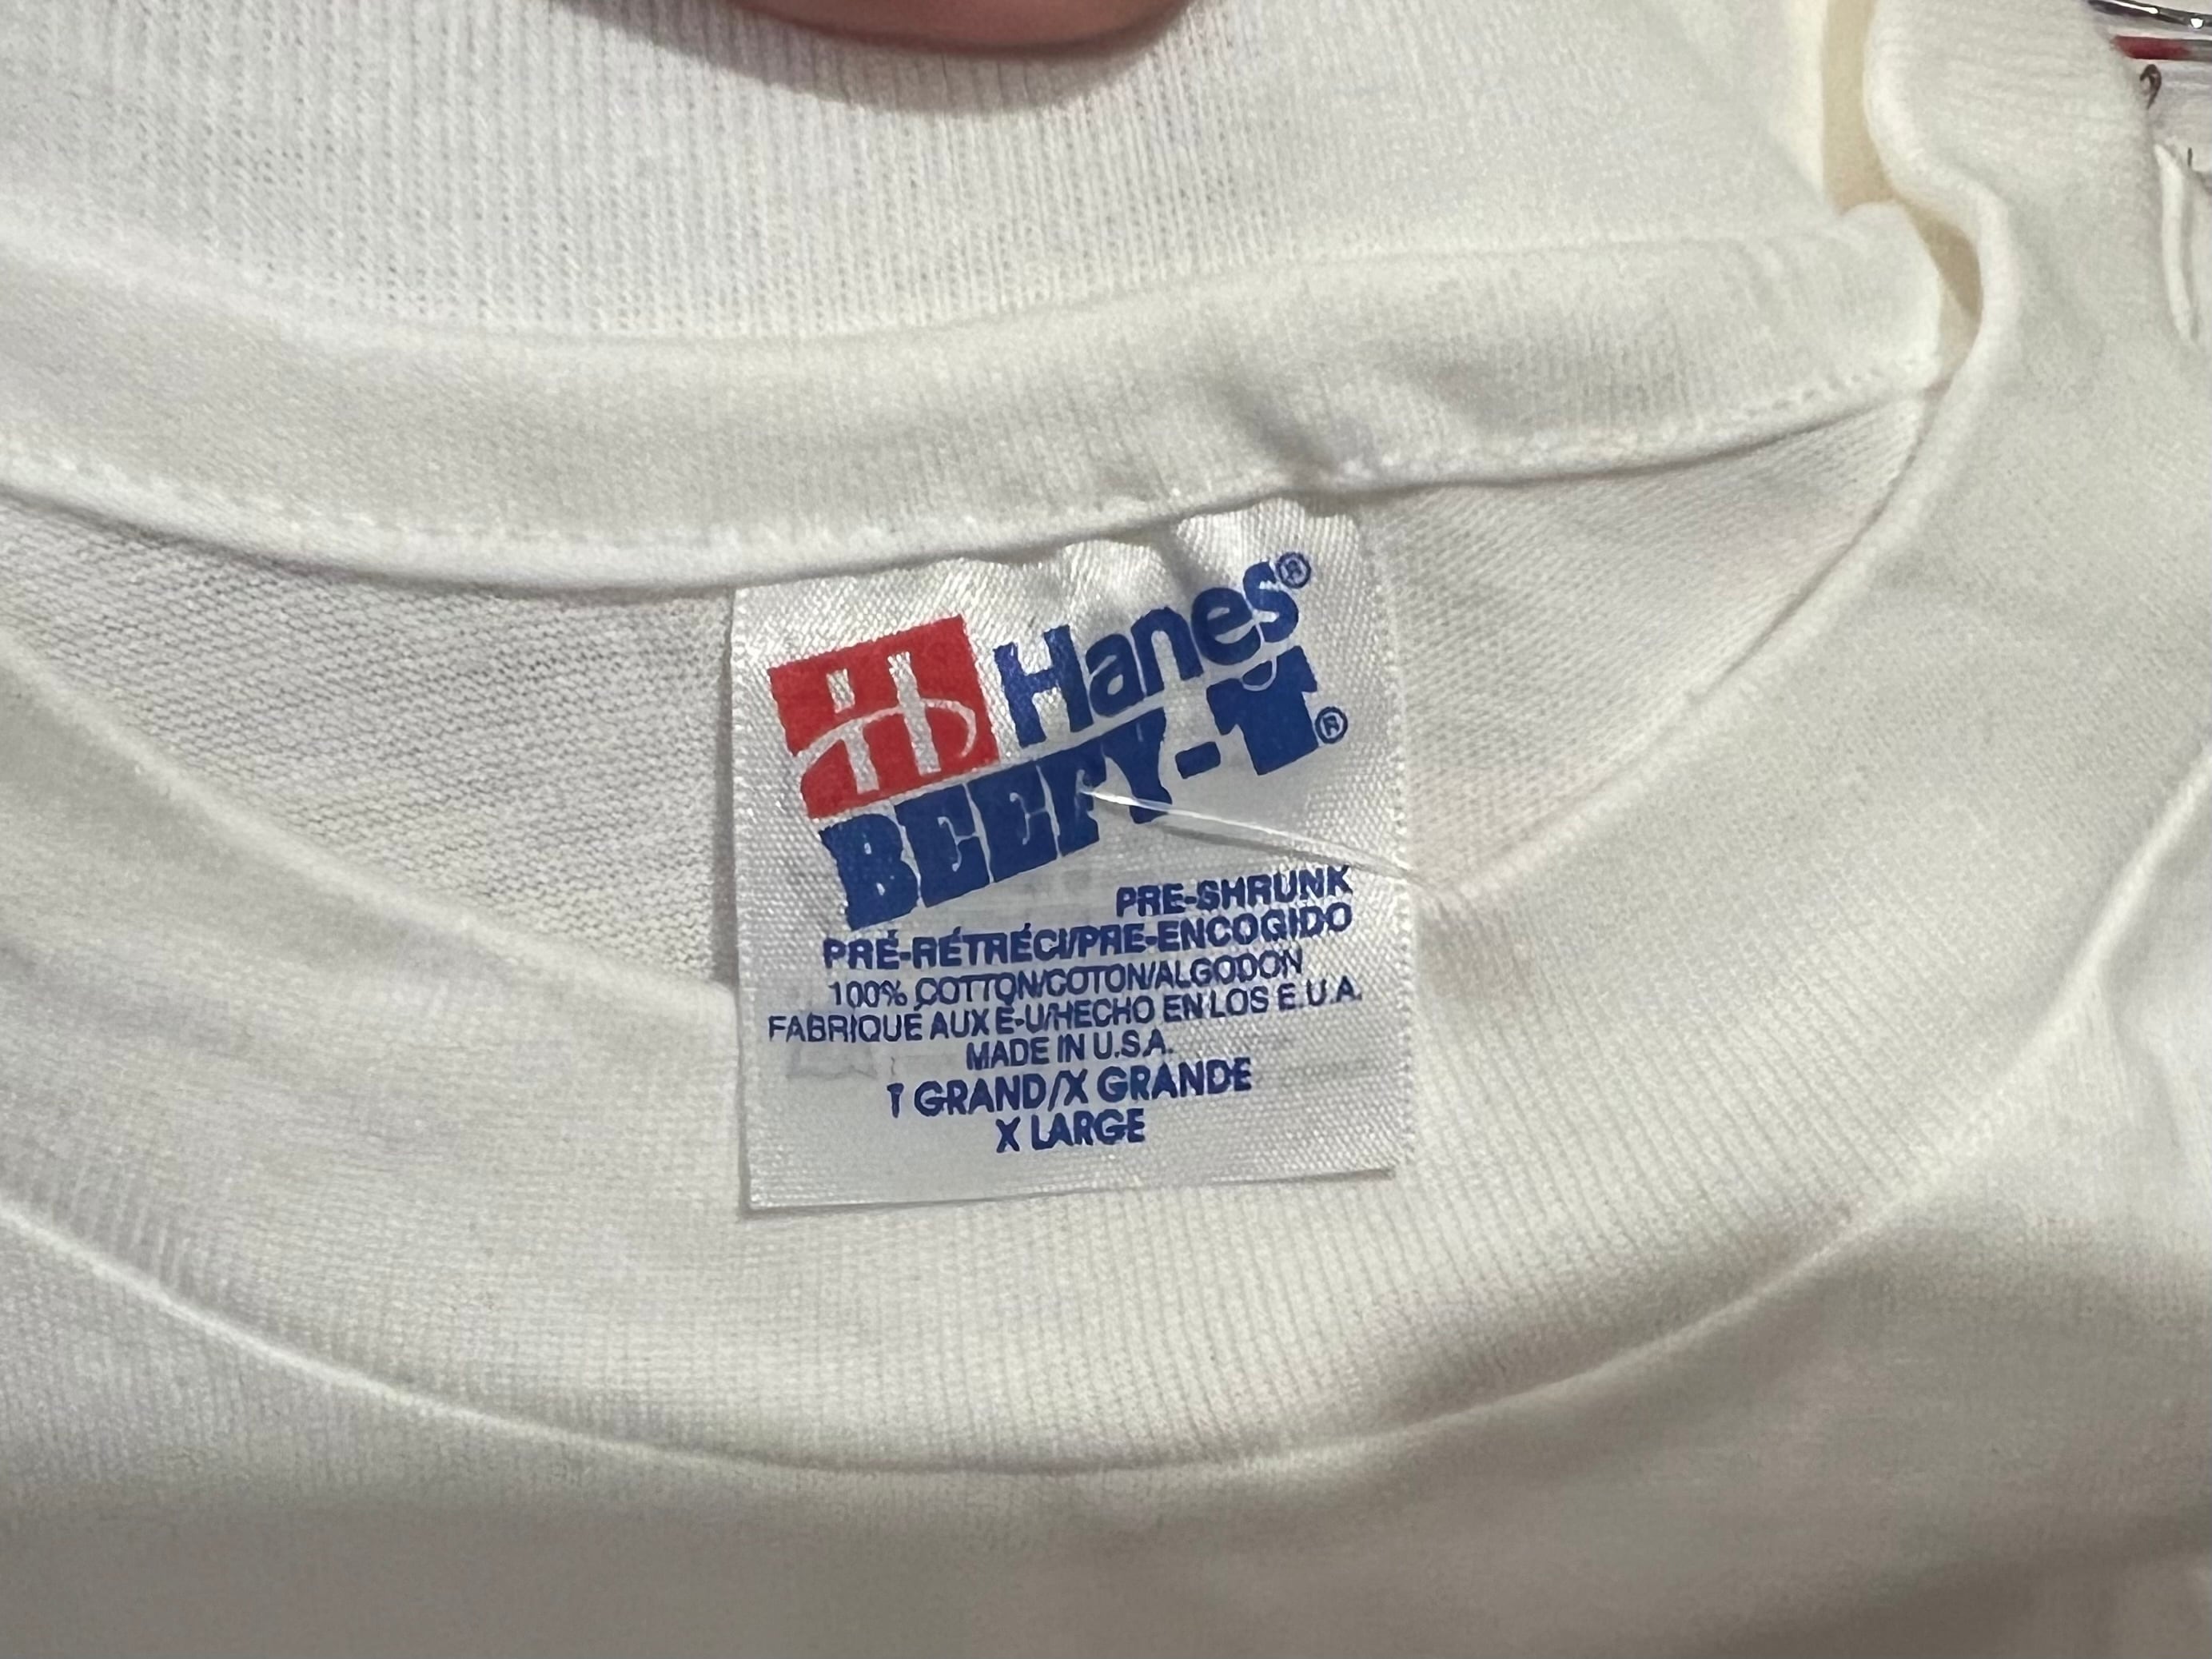 Hanes®
BEEFY-T®
PRE-SHRUNK
PRÉ-RÉTRÉCI/PRE-ENCOGIDO
100% COTTON/COTON/ALGODON
FABRIQUÉ AUX É-U/HECHO EN LOS E.U.A.
MADE IN U.S.A.
T GRAND/X GRANDE
X LARGE